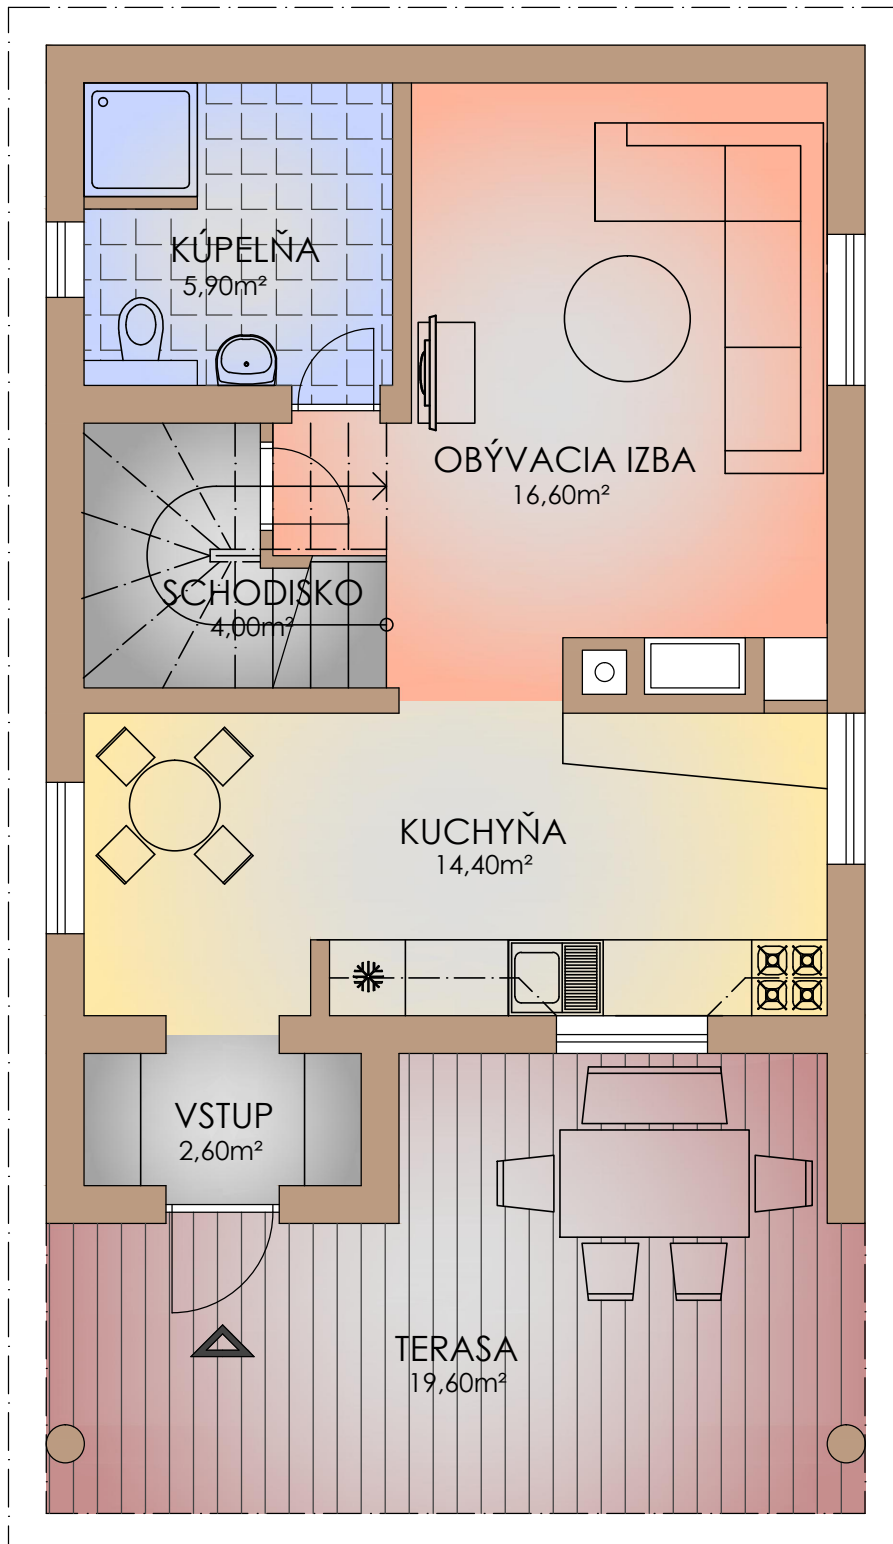 KÚPELŇA
5,90m²
OBÝVACIA IZBA
16,60m²
SCHODISKO
4,00m²
KUCHYŇA
14,40m²
VSTUP
2,60m²
TERASA
19,60m²